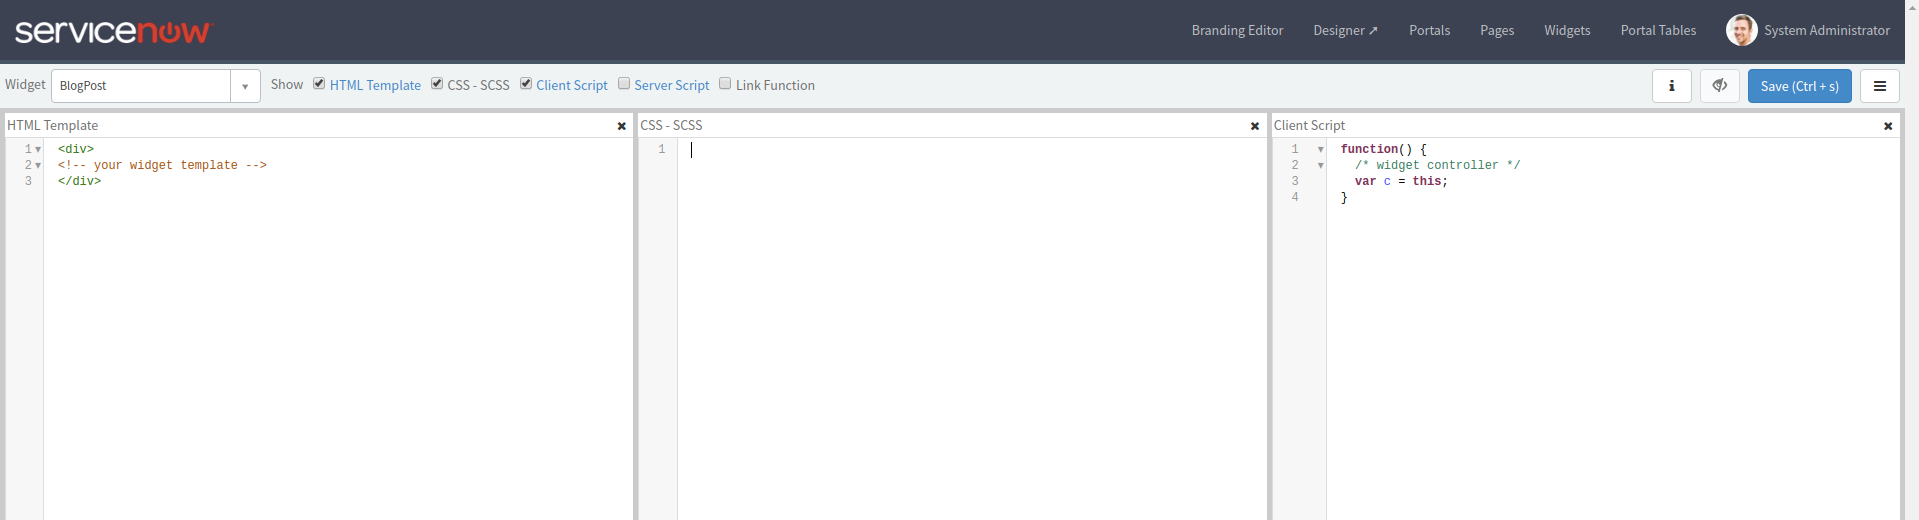 servicenow
Branding Editor Designer ➚ Portals Pages Widgets Portal Tables System Administrator
Widget BlogPost Show HTML Template CSS - SCSS Client Script Server Script Link Function i Save (Ctrl + s)
HTML Template
1 <div>
2 <!-- your widget template -->
3 </div>
CSS - SCSS
1
Client Script
1 function() {
2 /* widget controller */
3 var c = this;
4 }